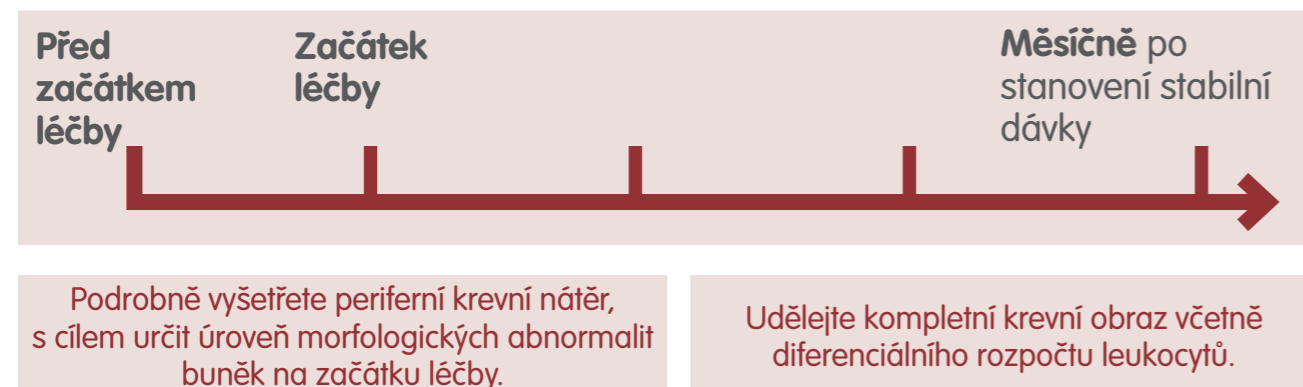 Před
začátkem
léčby
Začátek
léčby
Měsíčně po
stanovení stabilní
dávky
Podrobně vyšetřete periferní krevní nátěr,
s cílem určit úroveň morfologických abnormalit
buněk na začátku léčby.
Udělejte kompletní krevní obraz včetně
diferenciálního rozpočtu leukocytů.